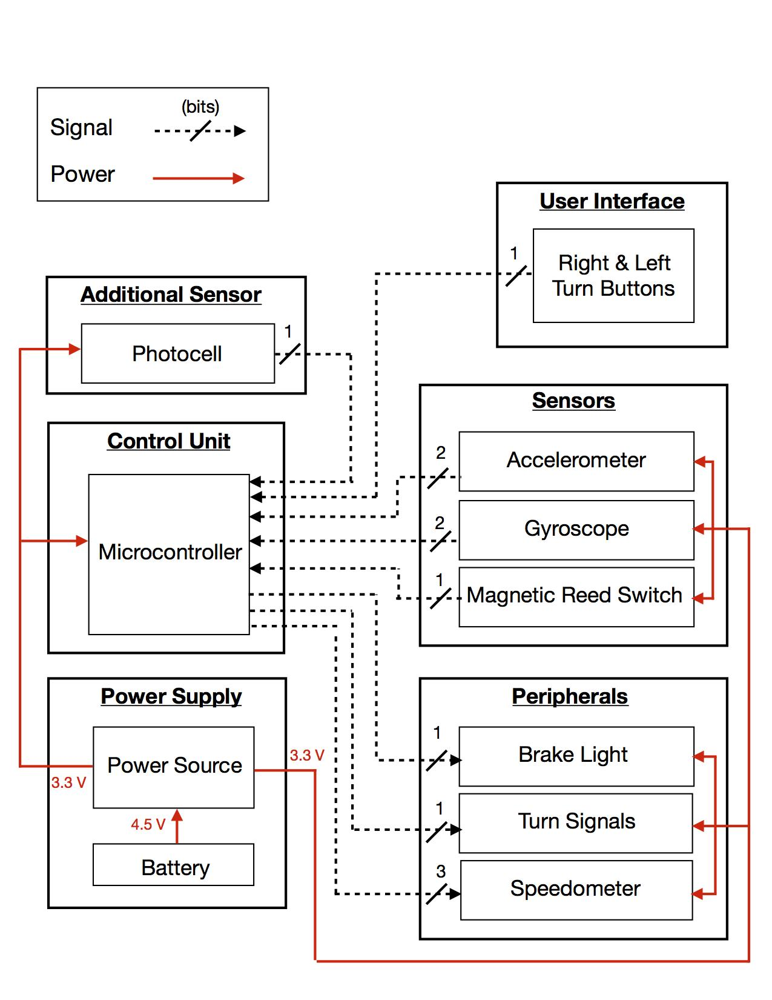 (bits)
Signal
Power
User Interface
1
Right & Left
Turn Buttons
Additional Sensor
1
Photocell
Sensors
Control Unit
2
Accelerometer
2
Gyroscope
Microcontroller
1
Magnetic Reed Switch
Power Supply
Peripherals
1
Brake Light
3.3 V
Power Source
3.3 V
1
Turn Signals
4.5 V
Battery
3
Speedometer